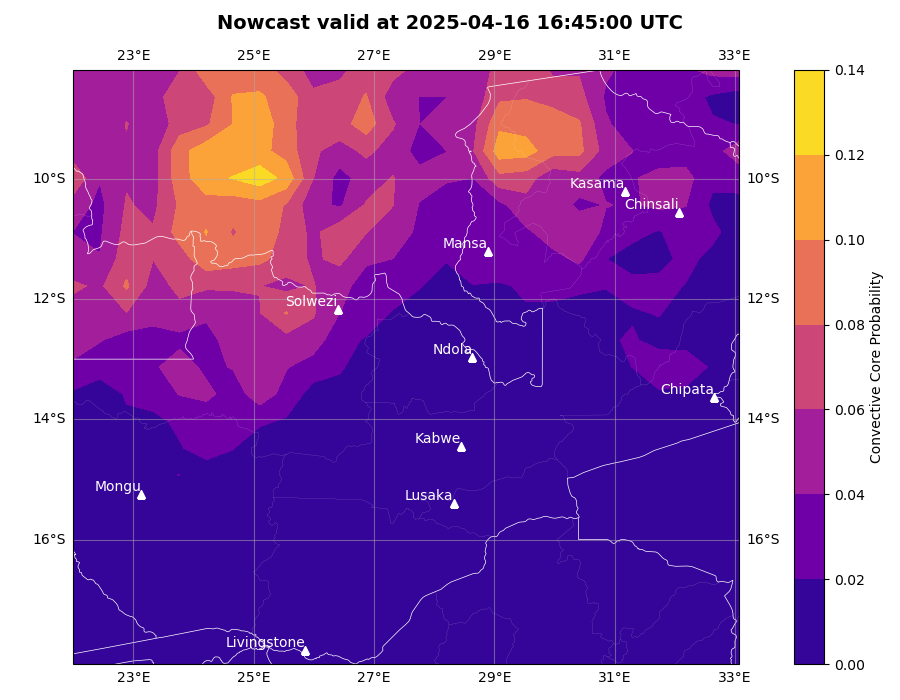 Nowcast valid at 2025-04-16 16:45:00 UTC
23°E 25°E 27°E 29°E 31°E 33°E
0.14
0.12
10°S Kasama 10°S
Chinsali
0.10
Mansa
12°S Solwezi 12°S
0.08
Ndola
Chipata
0.06
14°S 14°S
Kabwe
Mongu Lusaka
0.04
16°S 16°S
0.02
Livingstone
0.00
23°E 25°E 27°E 29°E 31°E 33°E
Convective Core Probability